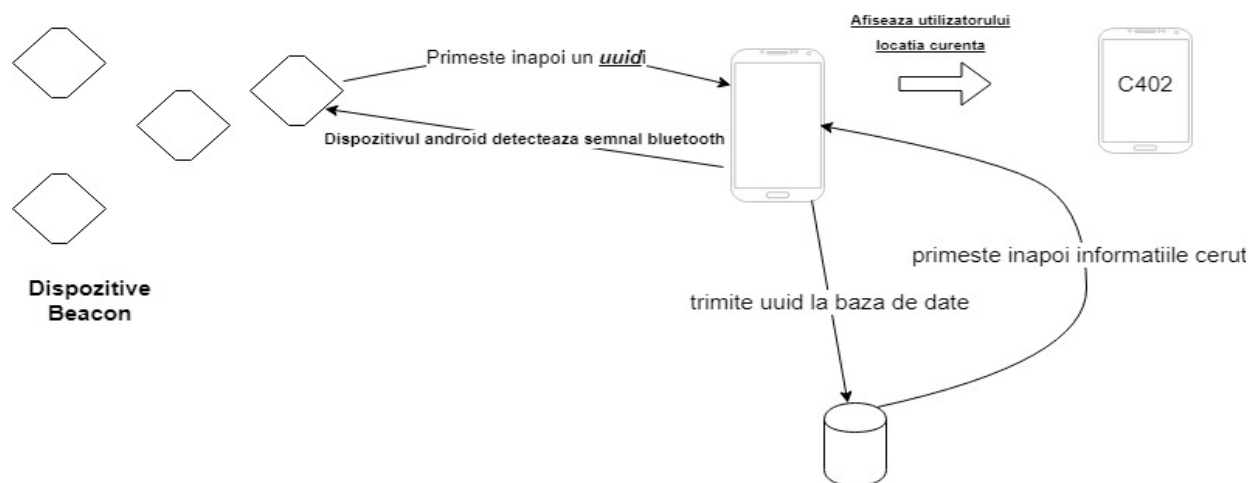 Afiseaza utilizatorului
locatia curenta
Primeste inapoi un uuidi
C402
Dispozitivul android detecteaza semnal bluetooth
primeste inapoi informatiile cerut
Dispozitive
Beacon
trimite uuid la baza de date